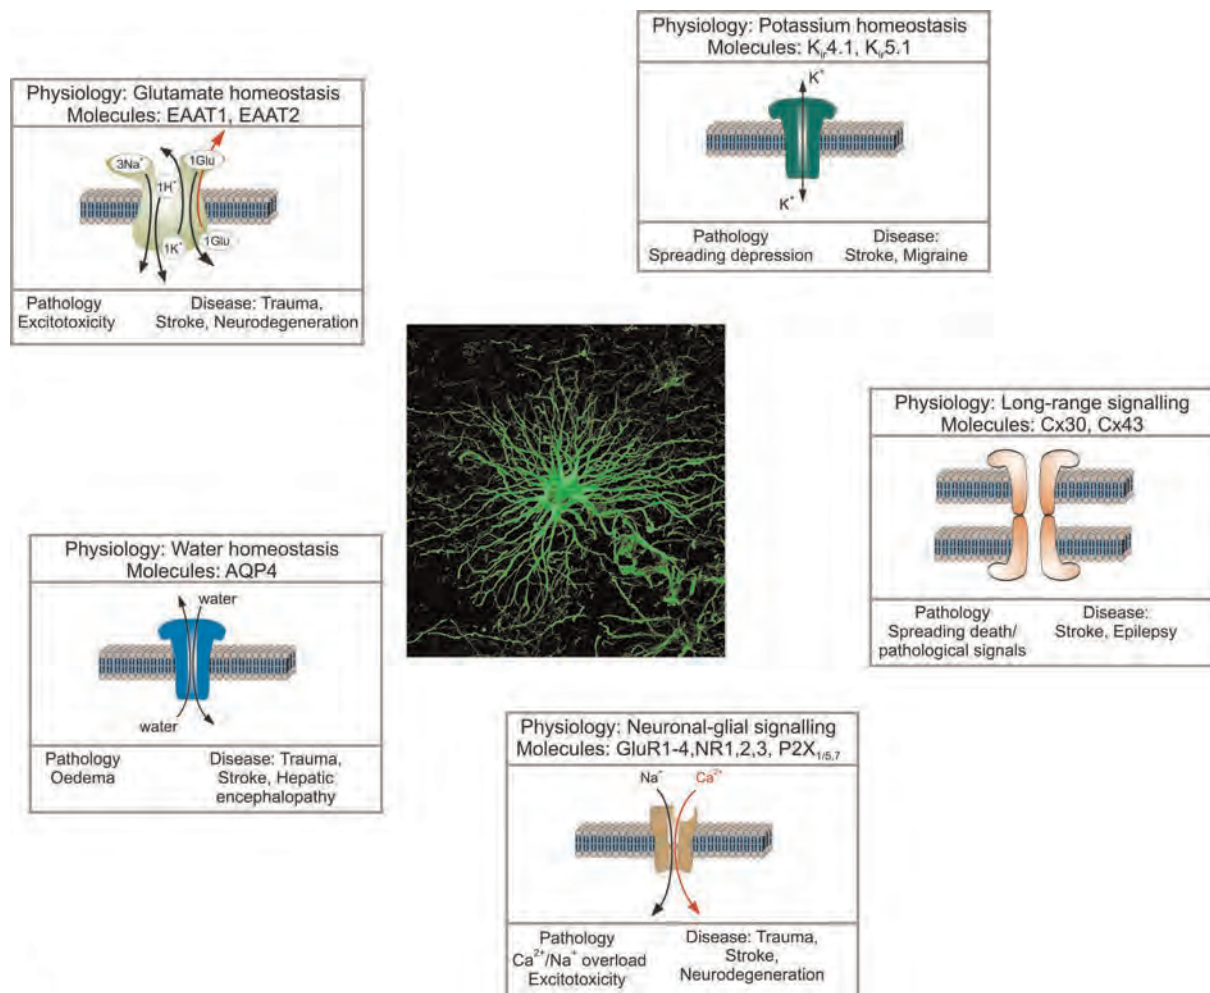 Physiology: Potassium homeostasis
Molecules: Kir4.1, Kir5.1
K⁺
K⁺
Pathology
Spreading depression
Disease:
Stroke, Migraine
Physiology: Glutamate homeostasis
Molecules: EAAT1, EAAT2
3Na⁺
1Glu
1H⁺
1K⁺
1Glu
Pathology
Excitotoxicity
Disease: Trauma,
Stroke, Neurodegeneration
Physiology: Long-range signalling
Molecules: Cx30, Cx43
Pathology
Spreading death/
pathological signals
Disease:
Stroke, Epilepsy
Physiology: Water homeostasis
Molecules: AQP4
water
water
Pathology
Oedema
Disease: Trauma,
Stroke, Hepatic
encephalopathy
Physiology: Neuronal-glial signalling
Molecules: GluR1-4,NR1,2,3, P2X1/5,7
Na⁺
Ca²⁺
Pathology
Ca²⁺/Na⁺ overload
Excitotoxicity
Disease: Trauma,
Stroke,
Neurodegeneration